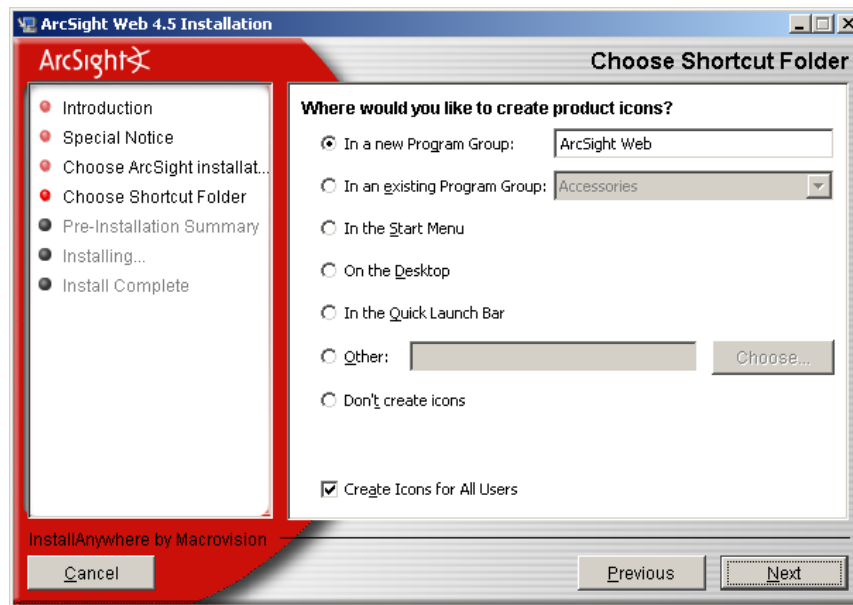 ArcSight Web 4.5 Installation
ArcSight
Choose Shortcut Folder
Introduction
Special Notice
Choose ArcSight installat...
Choose Shortcut Folder
Pre-Installation Summary
Installing...
Install Complete
Where would you like to create product icons?
In a new Program Group: ArcSight Web
In an existing Program Group: Accessories
In the Start Menu
On the Desktop
In the Quick Launch Bar
Other: Choose...
Don't create icons
Create Icons for All Users
InstallAnywhere by Macrovision
Cancel Previous Next